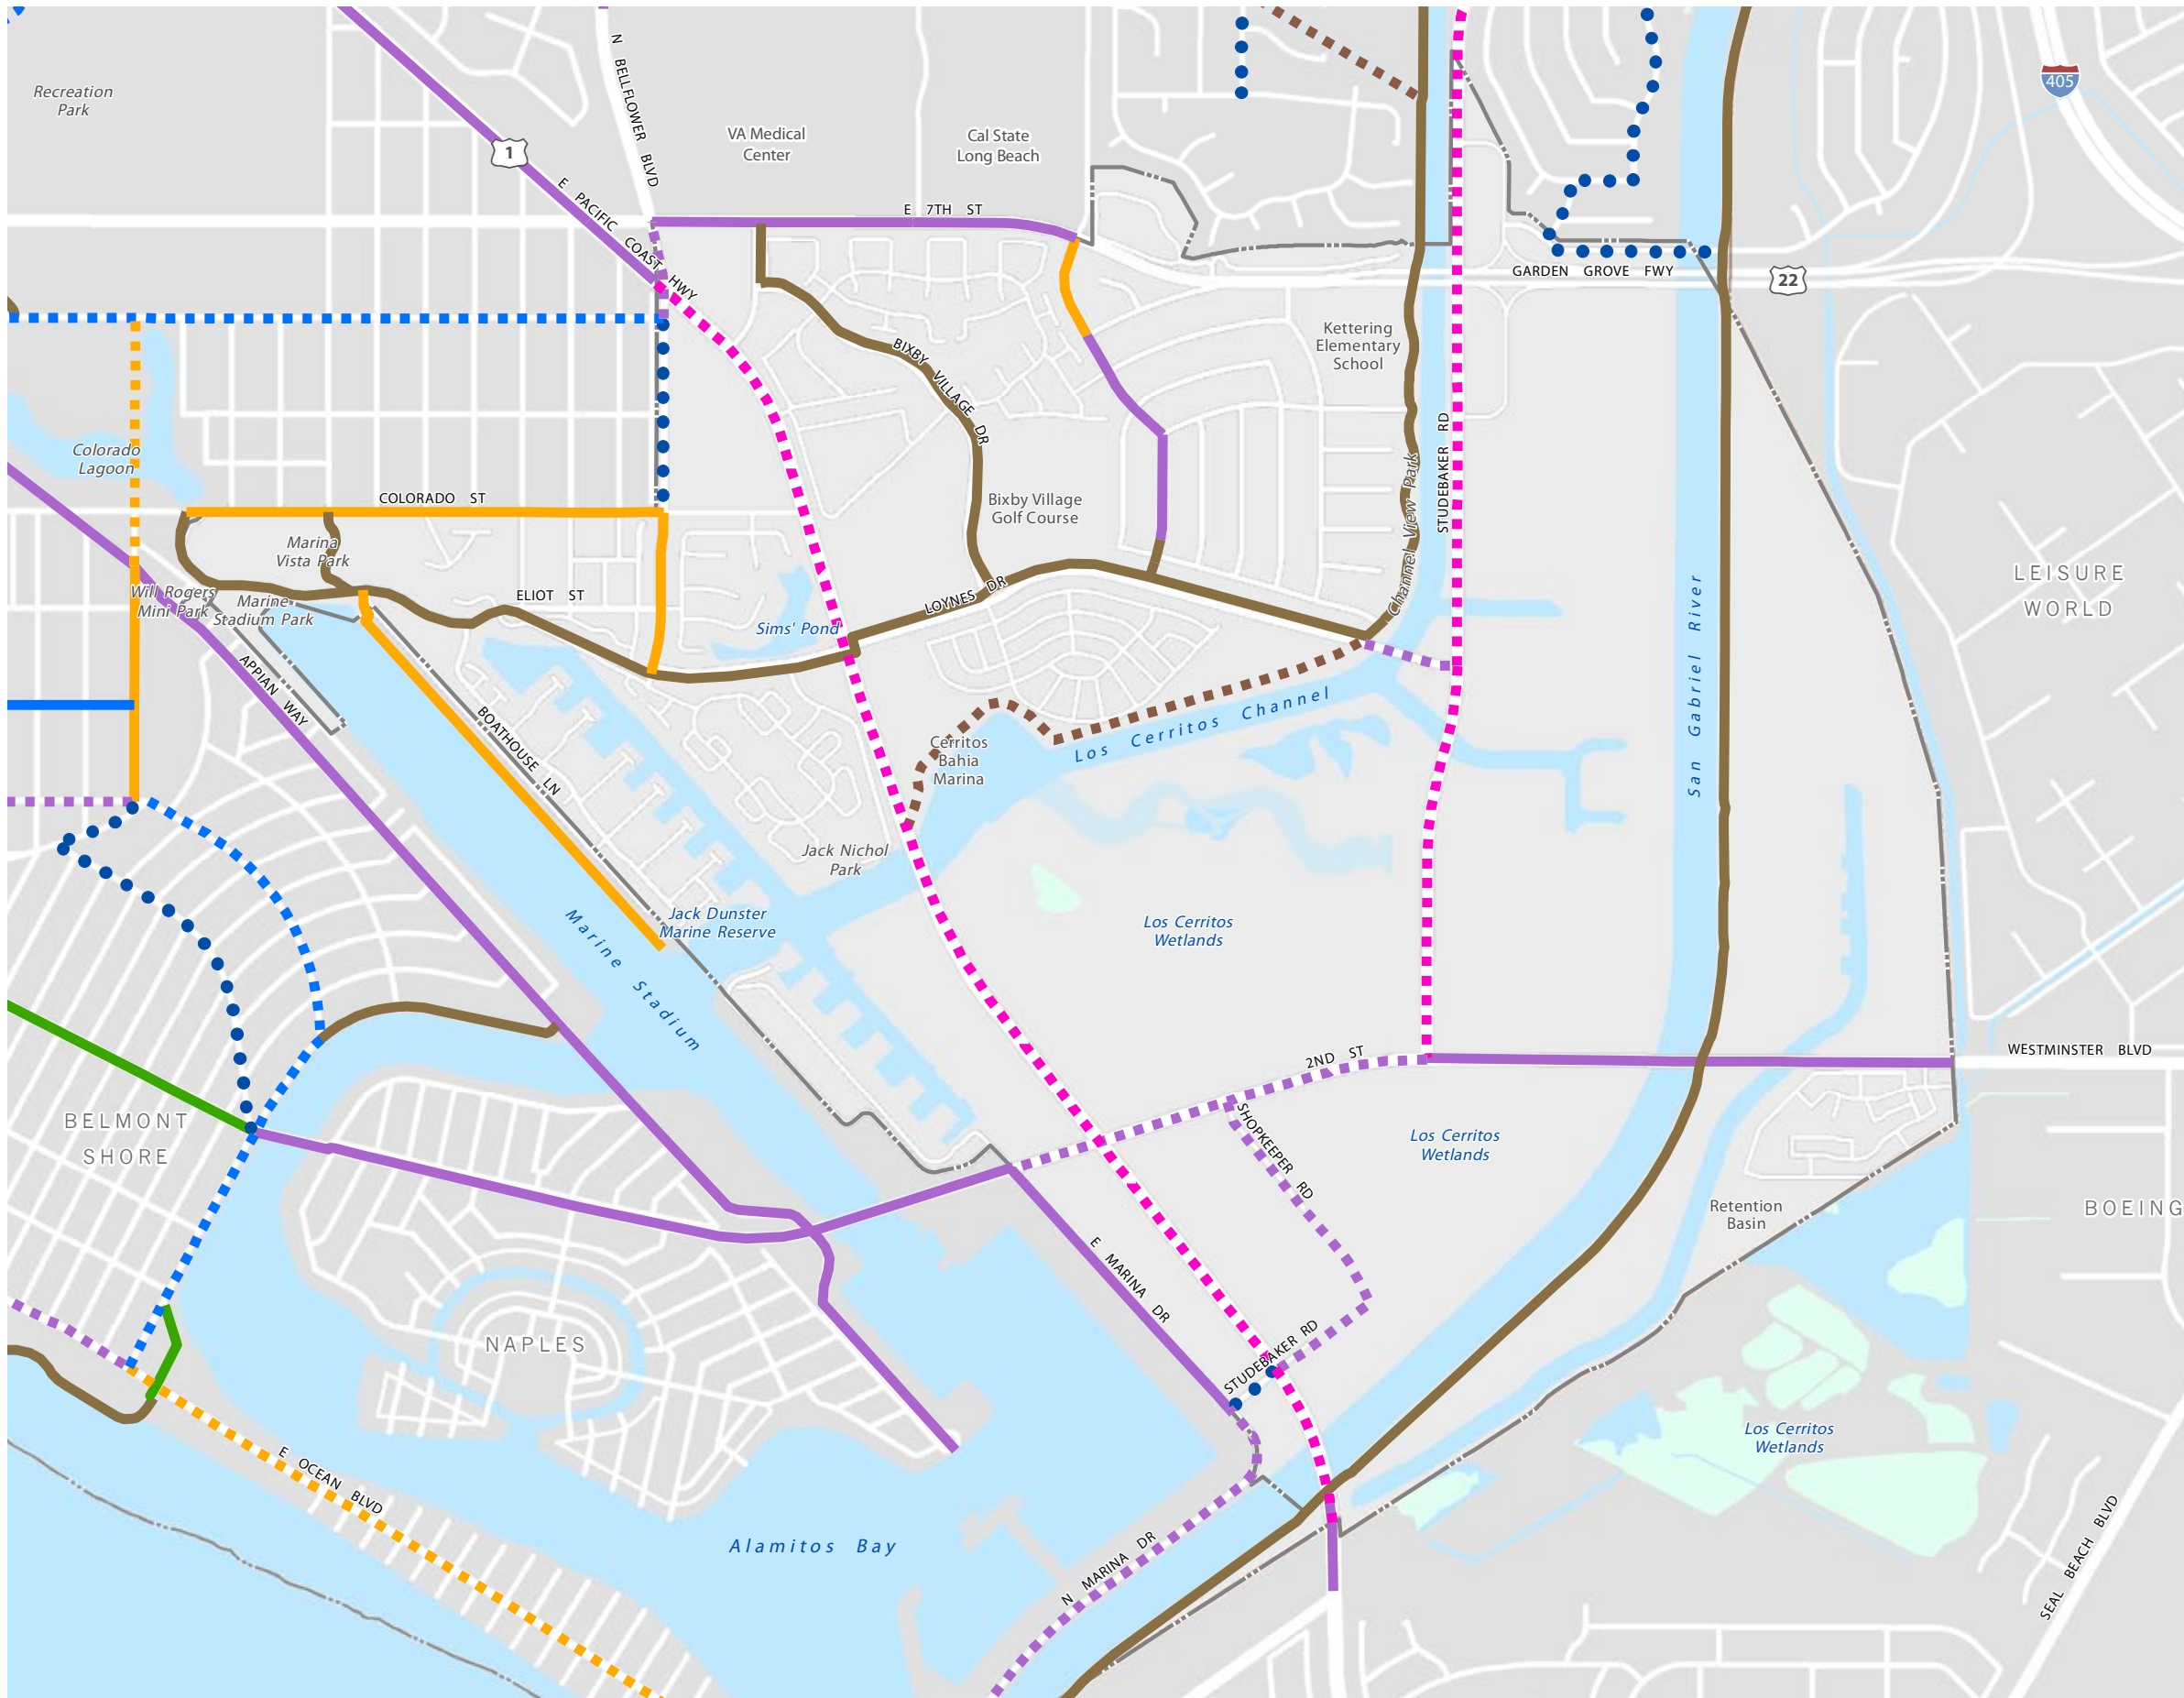 N BELLFLOWER BLVD
Recreation
Park
405
VA Medical
Center
Cal State
Long Beach
1
E PACIFIC COAST HWY
E 7TH ST
GARDEN GROVE FWY
22
Kettering
Elementary
School
BIXBY VILLAGE DR
STUDEBAKER RD
Colorado
Lagoon
COLORADO ST
Bixby Village
Golf Course
Channel View Park
Marina
Vista Park
LEISURE
WORLD
Will Rogers
Mini Park
Marine
Stadium Park
ELIOT ST
LOYNES DR
Sims' Pond
San Gabriel River
APPIAN WAY
BOATHOUSE LN
Los Cerritos Channel
Cerritos
Bahia
Marina
Jack Nichol
Park
Jack Dunster
Marine Reserve
Los Cerritos
Wetlands
Marine Stadium
2ND ST
WESTMINSTER BLVD
BELMONT
SHORE
SHOPKEEPER RD
Los Cerritos
Wetlands
Retention
Basin
BOEING
E MARINA DR
NAPLES
STUDEBAKER RD
Los Cerritos
Wetlands
E OCEAN BLVD
Alamitos Bay
N MARINA DR
SEAL BEACH BLVD